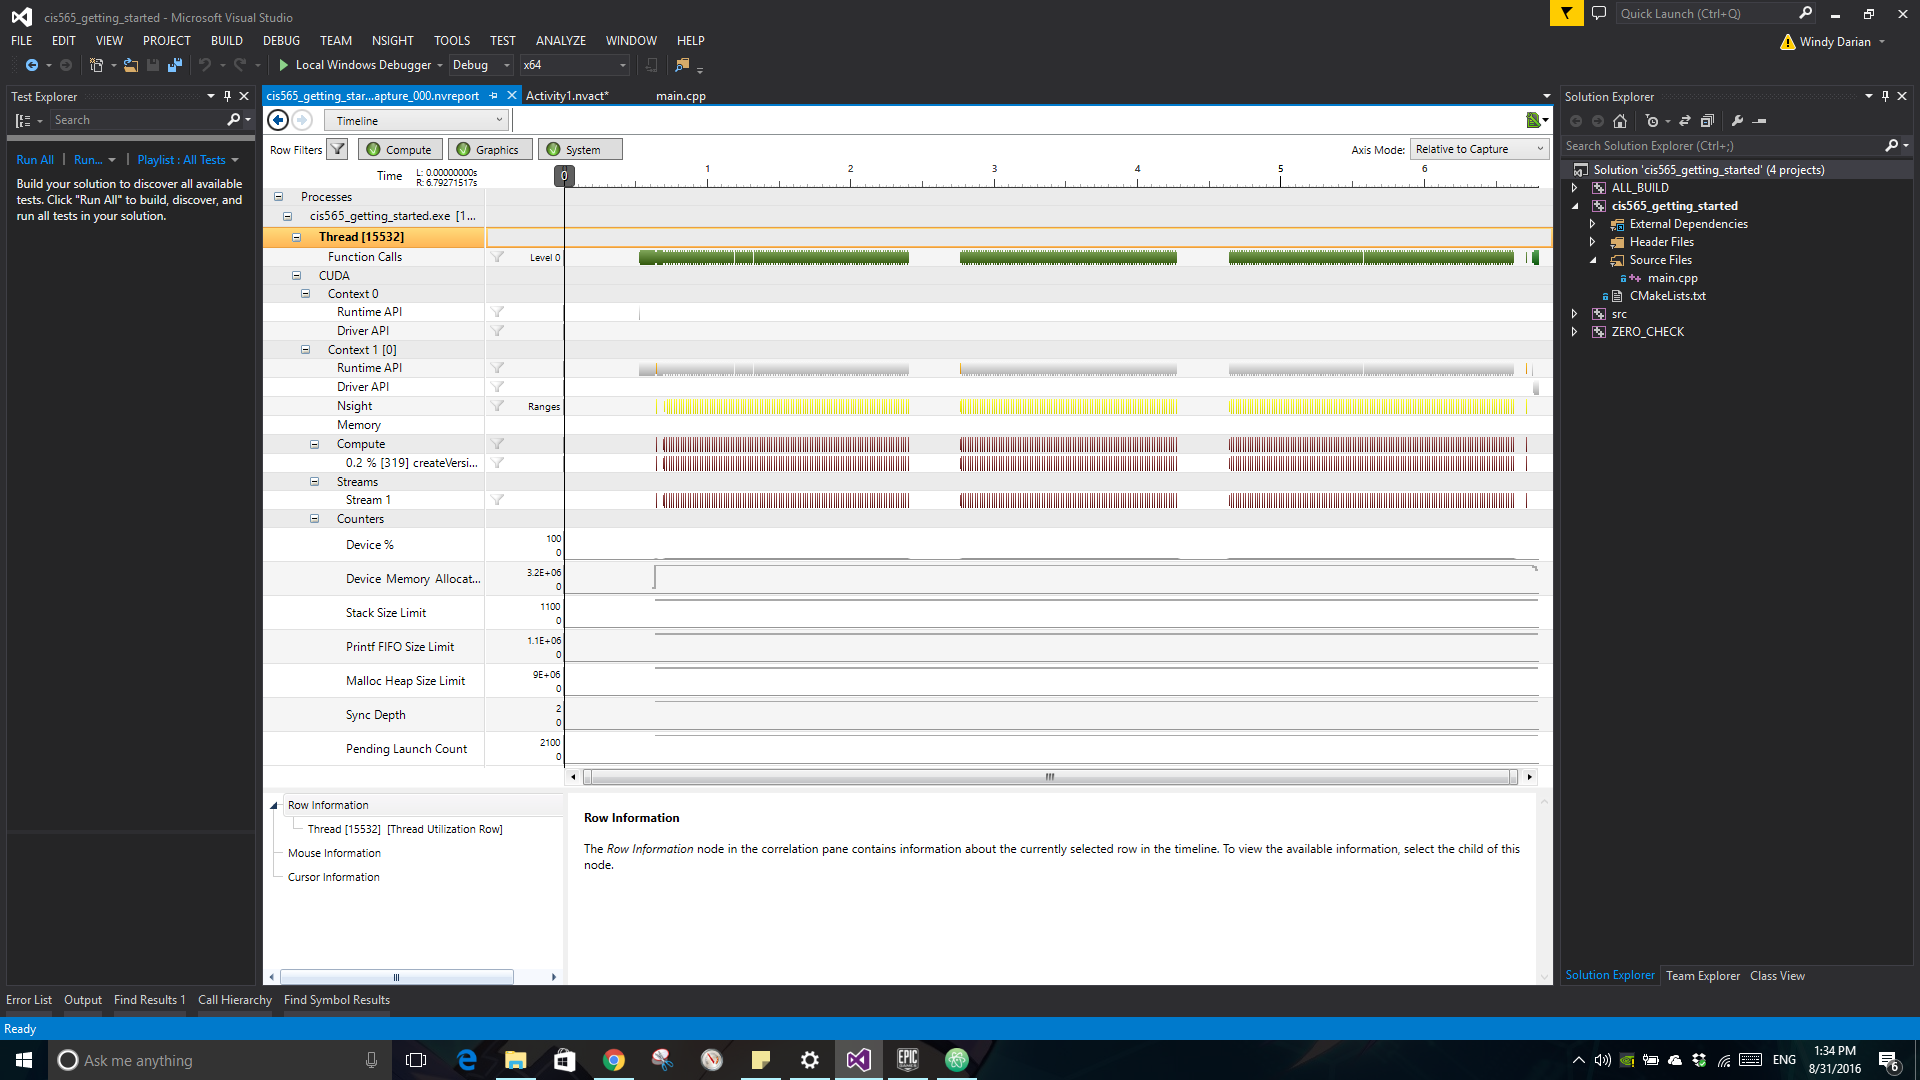 cis565_getting_started - Microsoft Visual Studio
Quick Launch (Ctrl+Q)
FILE EDIT VIEW PROJECT BUILD DEBUG TEAM NSIGHT TOOLS TEST ANALYZE WINDOW HELP
Windy Darian
Local Windows Debugger Debug x64
Test Explorer
Search
Run All Run... Playlist : All Tests
Build your solution to discover all available
tests. Click "Run All" to build, discover, and
run all tests in your solution.
cis565_getting_star...apture_000.nvreport Activity1.nvact* main.cpp
Timeline
Row Filters Compute Graphics System
Axis Mode: Relative to Capture
Time L: 0.00000000s
R: 6.79271517s
0 1 2 3 4 5 6
Processes
cis565_getting_started.exe [1...
Thread [15532]
Function Calls Level 0
CUDA
Context 0
Runtime API
Driver API
Context 1 [0]
Runtime API
Driver API
Nsight Ranges
Memory
Compute
0.2 % [319] createVersi...
Streams
Stream 1
Counters
Device % 100
0
Device Memory Allocat... 3.2E+06
0
Stack Size Limit 1100
0
Printf FIFO Size Limit 1.1E+06
0
Malloc Heap Size Limit 9E+06
0
Sync Depth 2
0
Pending Launch Count 2100
0
Row Information
Thread [15532] [Thread Utilization Row]
Mouse Information
Cursor Information
Row Information
The Row Information node in the correlation pane contains information about the currently selected row in the timeline. To view the available information, select the child of this
node.
Solution Explorer
Search Solution Explorer (Ctrl+;)
Solution 'cis565_getting_started' (4 projects)
ALL_BUILD
cis565_getting_started
External Dependencies
Header Files
Source Files
main.cpp
CMakeLists.txt
src
ZERO_CHECK
Solution Explorer Team Explorer Class View
Error List Output Find Results 1 Call Hierarchy Find Symbol Results
Ready
Ask me anything
EPIC
ENG
1:34 PM
8/31/2016
6